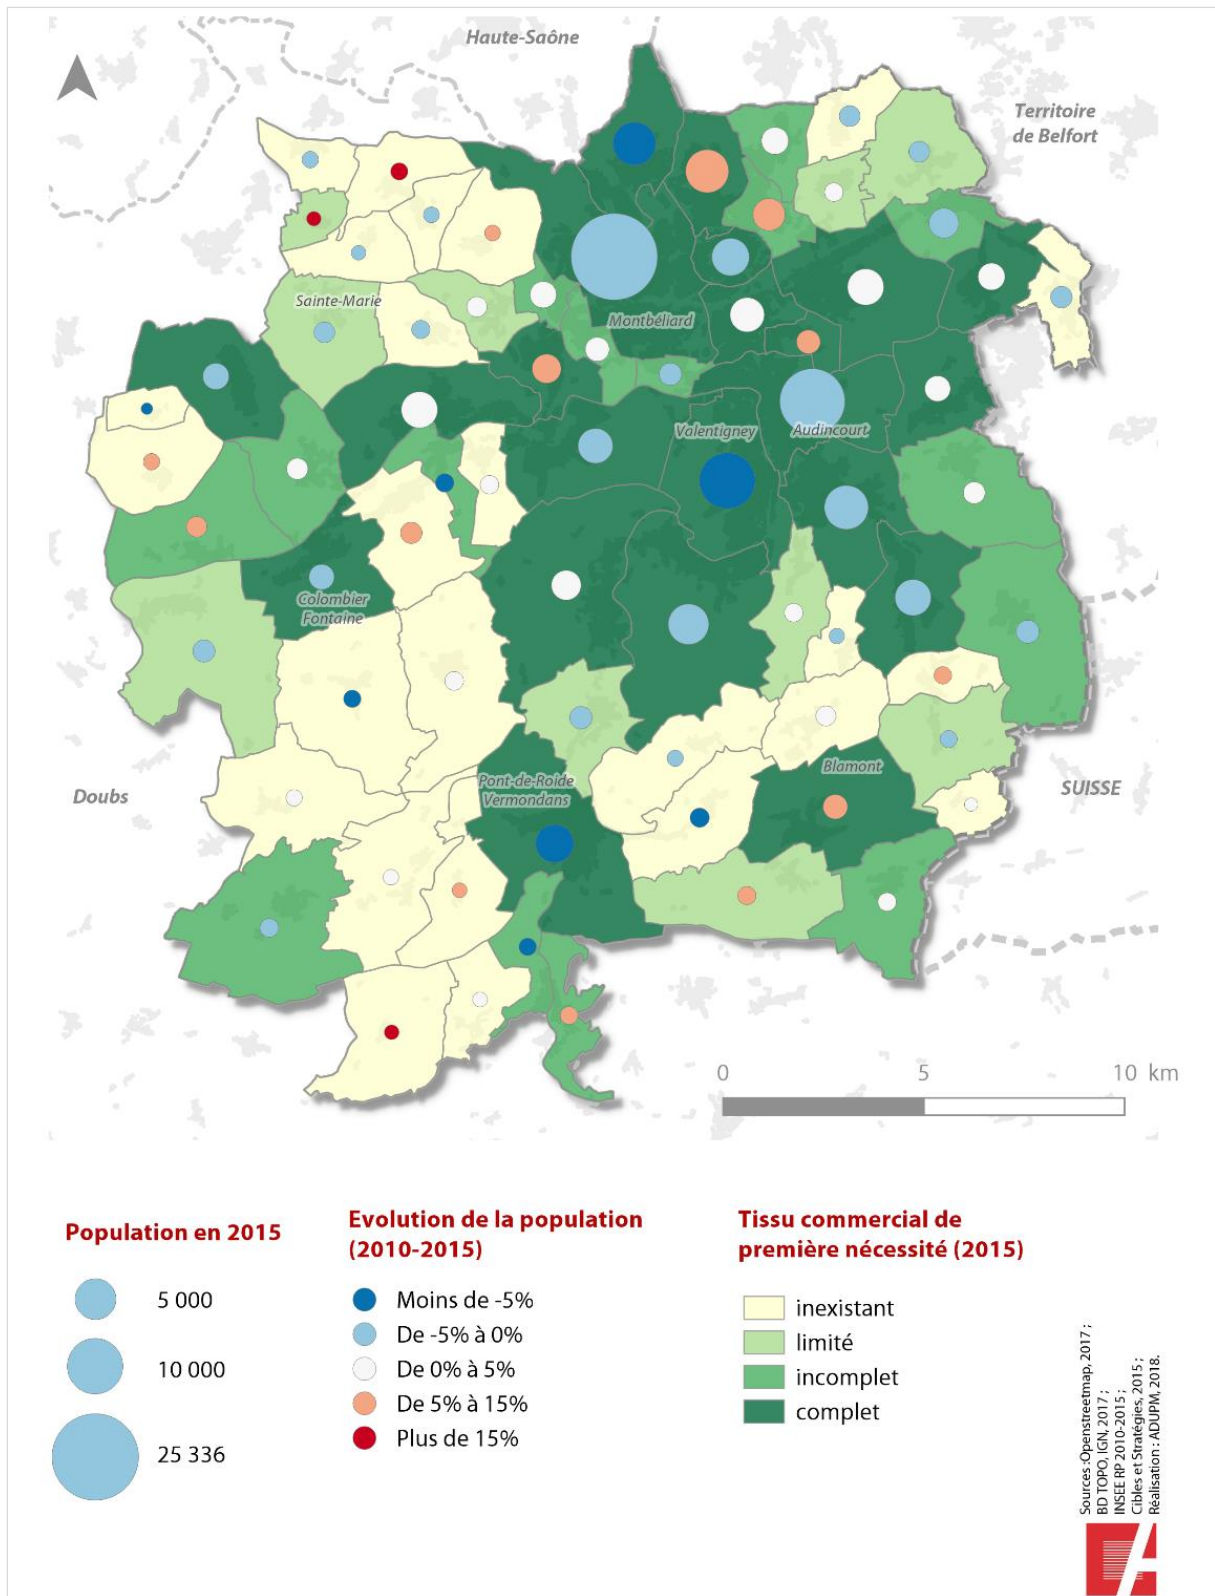 Haute-Saône
Territoire
de Belfort
Sainte-Marie
Montbéliard
Valentigney
Audincourt
Colombier
Fontaine
Pont-de-Roide
Vermondans
Blamont
Doubs
SUISSE
0 5 10 km
Population en 2015
5 000
10 000
25 336
Evolution de la population
(2010-2015)
Moins de -5%
De -5% à 0%
De 0% à 5%
De 5% à 15%
Plus de 15%
Tissu commercial de
première nécessité (2015)
inexistant
limité
incomplet
complet
Sources :Openstreetmap, 2017 ;
BD TOPO, IGN, 2017 ;
INSEE RP 2010-2015 ;
Cibles et Stratégies, 2015 ;
Réalisation : ADUPM, 2018.